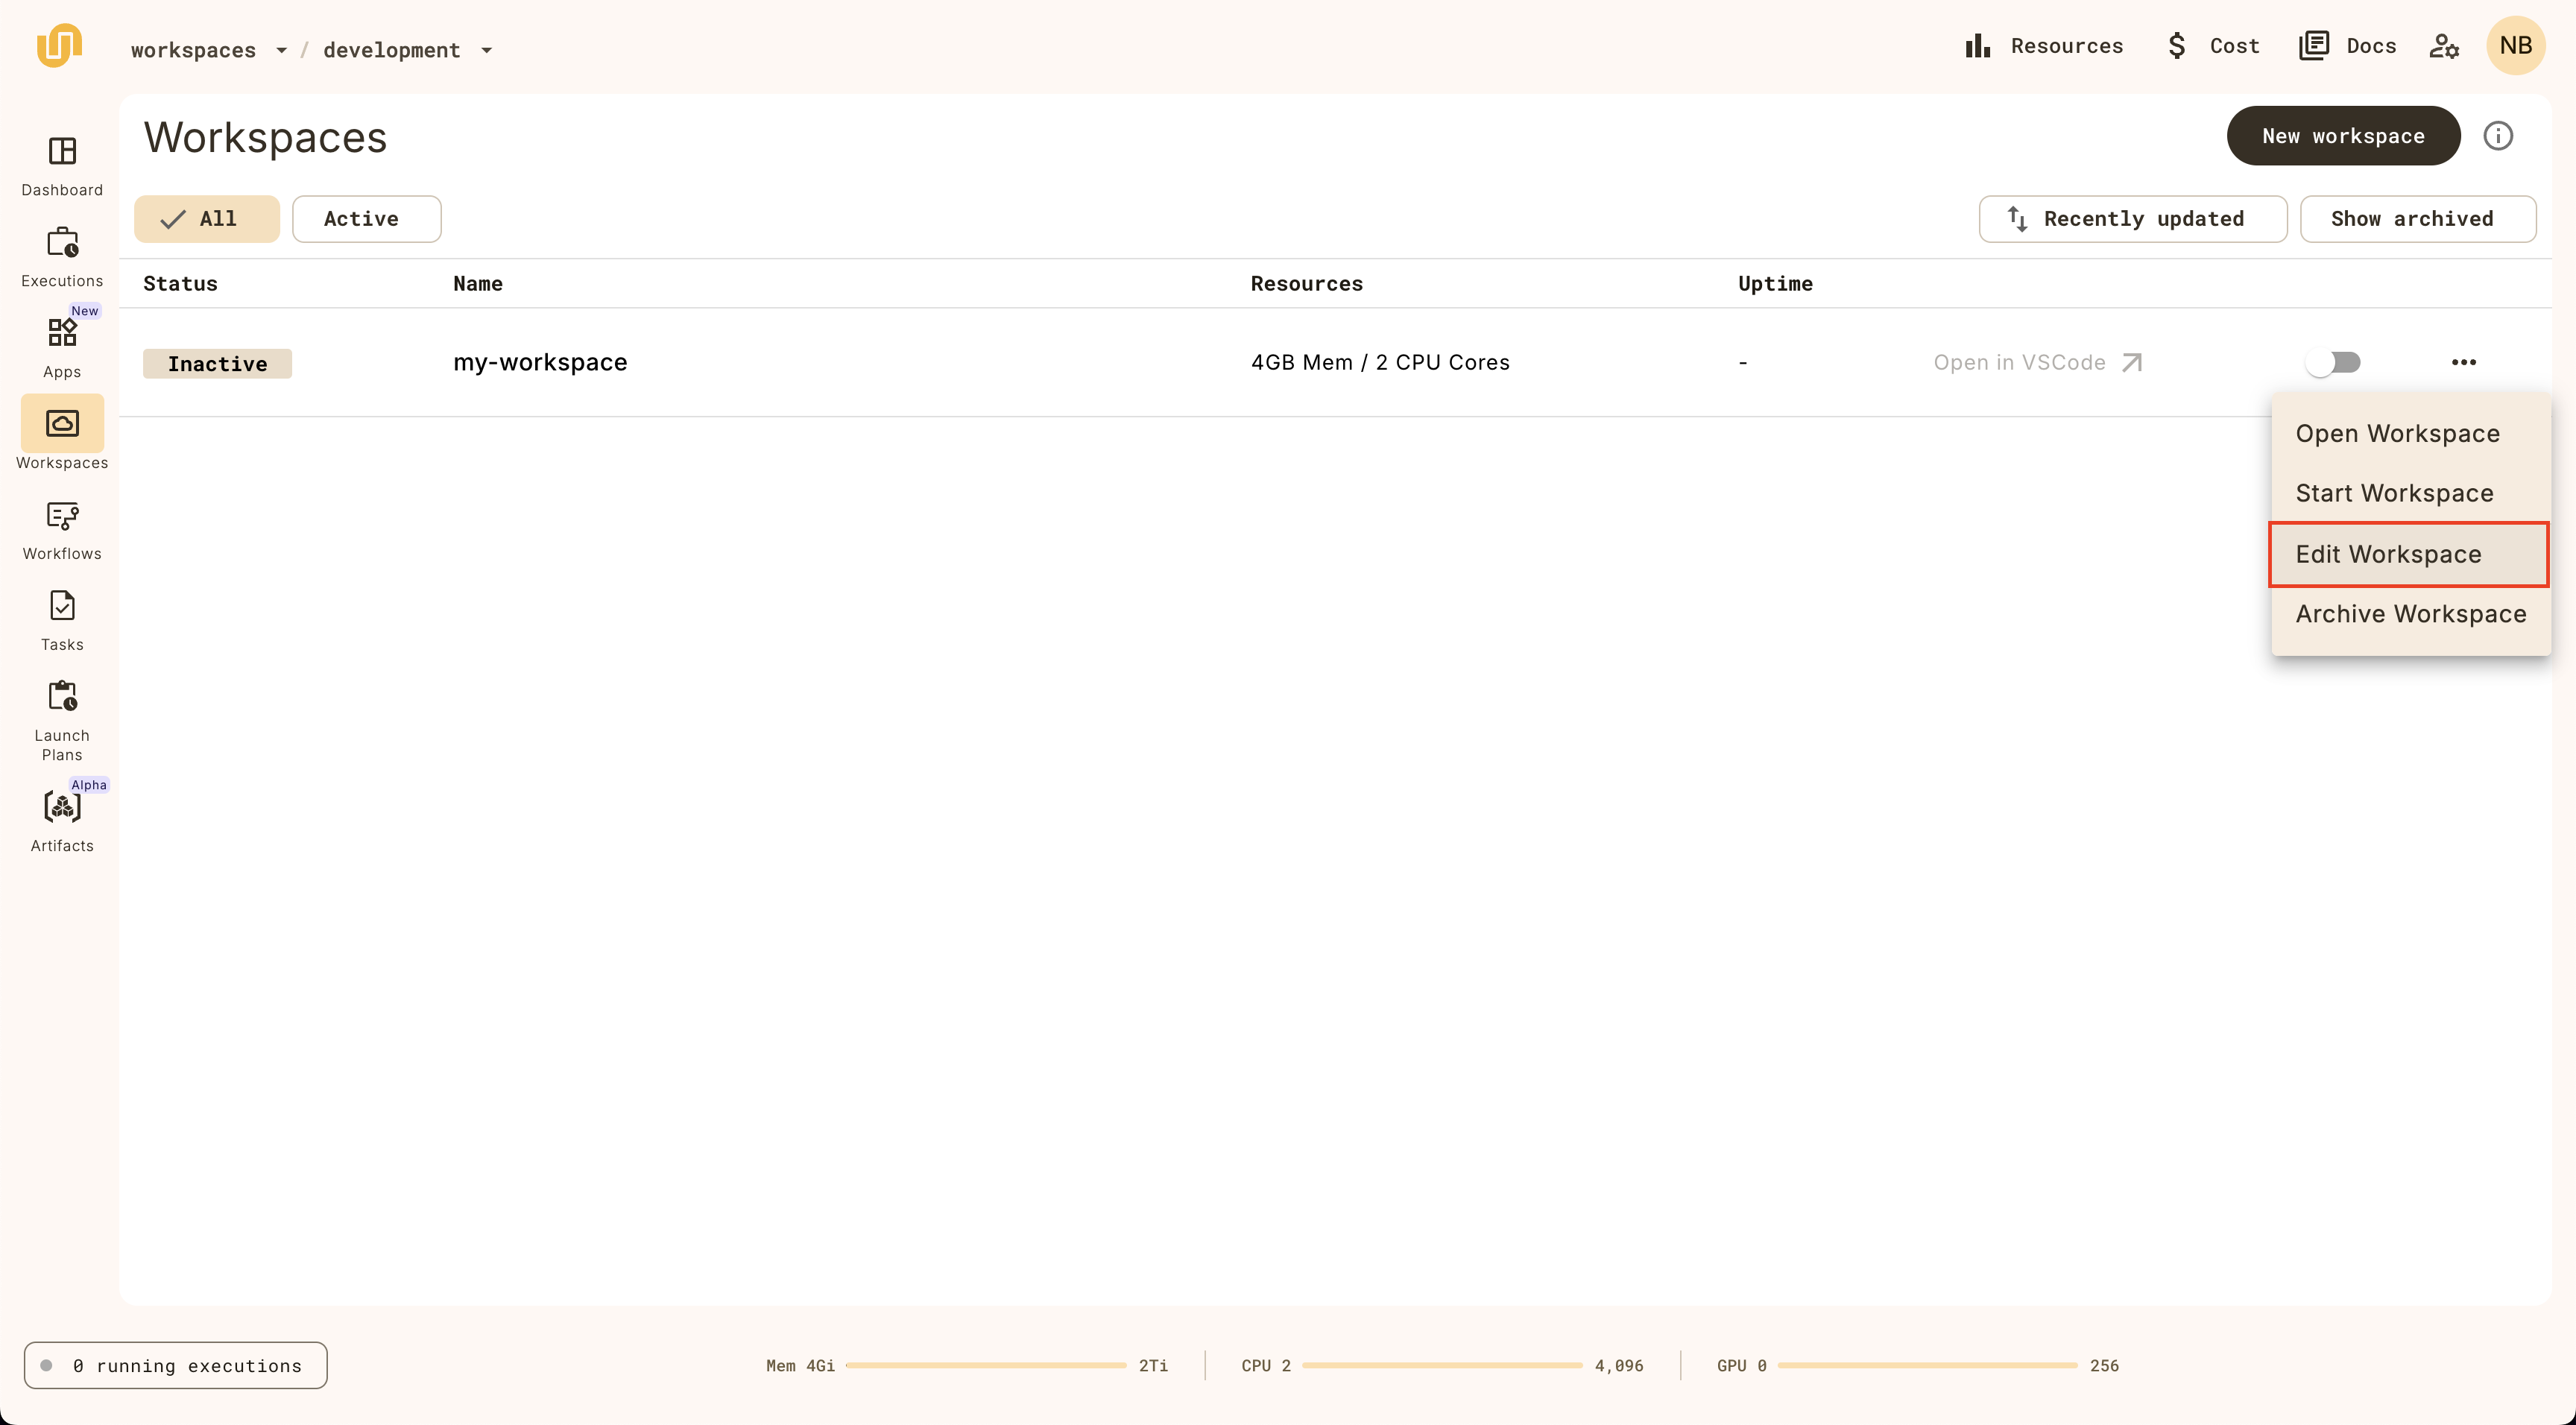 workspaces / development
Resources
Cost
Docs
NB
Dashboard
Executions
New
Apps
Workspaces
Workflows
Tasks
Launch
Plans
Alpha
Artifacts
Workspaces
New workspace
All
Active
Recently updated
Show archived
Status Name Resources Uptime
Inactive my-workspace 4GB Mem / 2 CPU Cores - Open in VSCode
Open Workspace
Start Workspace
Edit Workspace
Archive Workspace
0 running executions
Mem 4Gi 2Ti
CPU 2 4,096
GPU 0 256